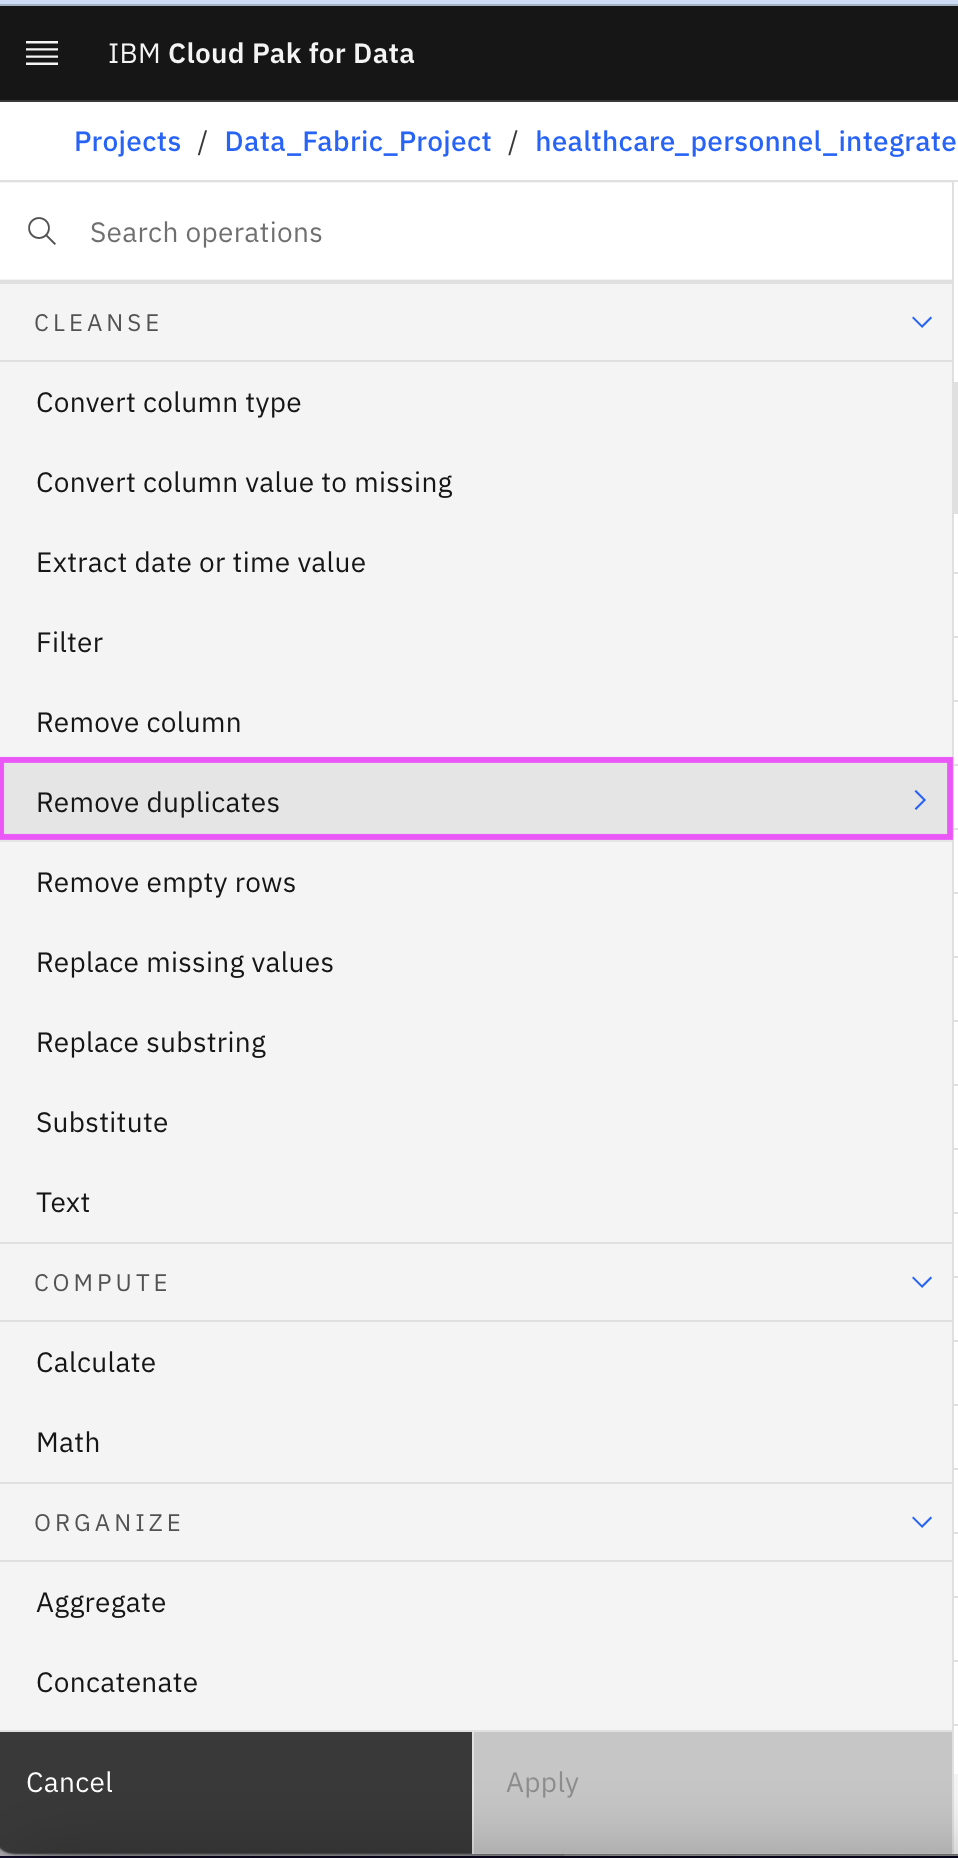 IBM Cloud Pak for Data
Projects / Data_Fabric_Project / healthcare_personnel_integrate
Search operations
CLEANSE
Convert column type
Convert column value to missing
Extract date or time value
Filter
Remove column
Remove duplicates
Remove empty rows
Replace missing values
Replace substring
Substitute
Text
COMPUTE
Calculate
Math
ORGANIZE
Aggregate
Concatenate
Cancel
Apply